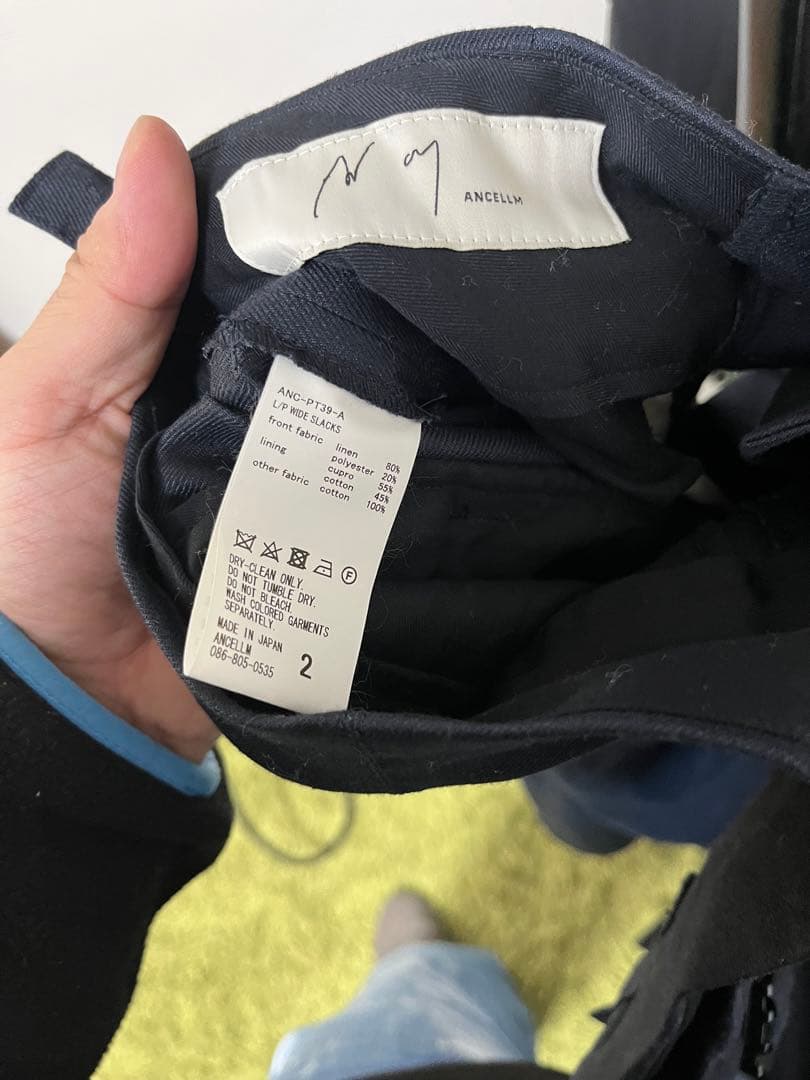 ANCELLM
ANC-PT39-A
L/P WIDE SLACKS
front fabric linen 80%
polyester 20%
lining cupro 55%
cotton 45%
other fabric cotton 100%
F
DRY-CLEAN ONLY.
DO NOT TUMBLE DRY.
DO NOT BLEACH.
WASH COLORED GARMENTS
SEPARATELY.
MADE IN JAPAN
ANCELLM
086-805-0535 2